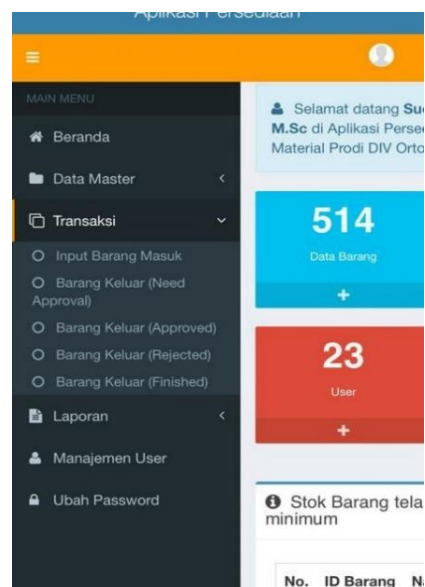 Aplikasi Persediaan
MAIN MENU
Beranda
Data Master
Transaksi
Input Barang Masuk
Barang Keluar (Need
Approval)
Barang Keluar (Approved)
Barang Keluar (Rejected)
Barang Keluar (Finished)
Laporan
Manajemen User
Ubah Password
Selamat datang
M.Sc di Aplikasi
Material Prodi DIV
514
Data Barang
23
User
Stok Barang
minimum
No. ID Barang